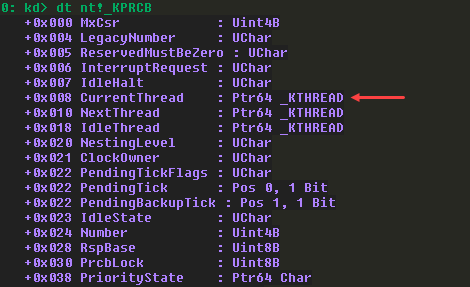 0: kd> dt nt!_KPRCB
+0x000 MxCsr : Uint4B
+0x004 LegacyNumber : UChar
+0x005 ReservedMustBeZero : UChar
+0x006 InterruptRequest : UChar
+0x007 IdleHalt : UChar
+0x008 CurrentThread : Ptr64 _KTHREAD
+0x010 NextThread : Ptr64 _KTHREAD
+0x018 IdleThread : Ptr64 _KTHREAD
+0x020 NestingLevel : UChar
+0x021 ClockOwner : UChar
+0x022 PendingTickFlags : UChar
+0x022 PendingTick : Pos 0, 1 Bit
+0x022 PendingBackupTick : Pos 1, 1 Bit
+0x023 IdleState : UChar
+0x024 Number : Uint4B
+0x028 RspBase : Uint8B
+0x030 PrcbLock : Uint8B
+0x038 PriorityState : Ptr64 Char